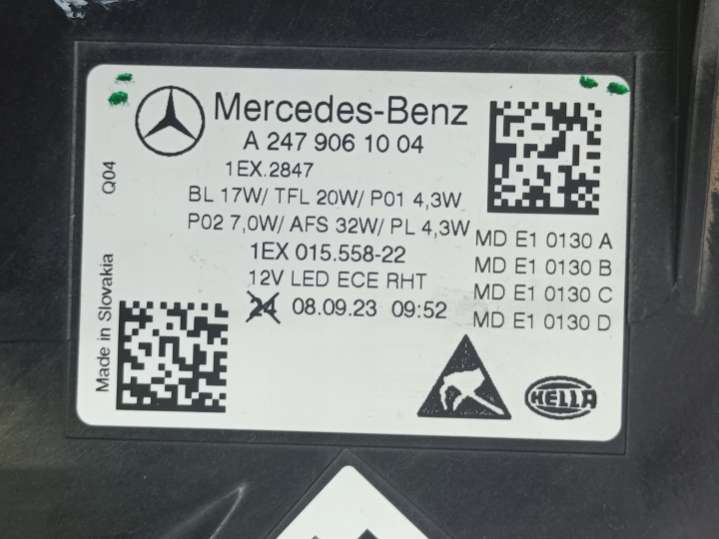 Mercedes-Benz
A 247 906 10 04
1EX.2847
BL 17W/ TFL 20W/ P01 4,3W
P02 7,0W/ AFS 32W/ PL 4,3W
1EX 015.558-22
12V LED ECE RHT
24 08.09.23 09:52
MD E1 0130 A
MD E1 0130 B
MD E1 0130 C
MD E1 0130 D
Made in Slovakia
Q04
HELLA